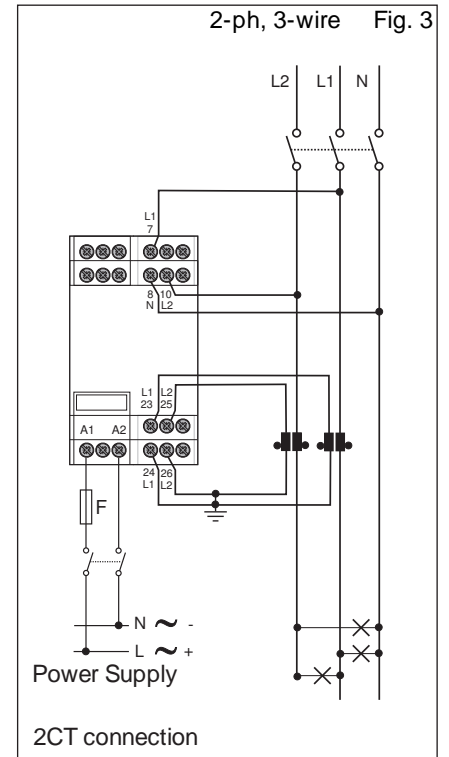 2-ph, 3-wire Fig. 3
L2 L1 N
L1
7
8 10
N L2
L1 L2
23 25
A1 A2
24 26
L1 L2
F
N ~ -
L ~ +
Power Supply
2CT connection